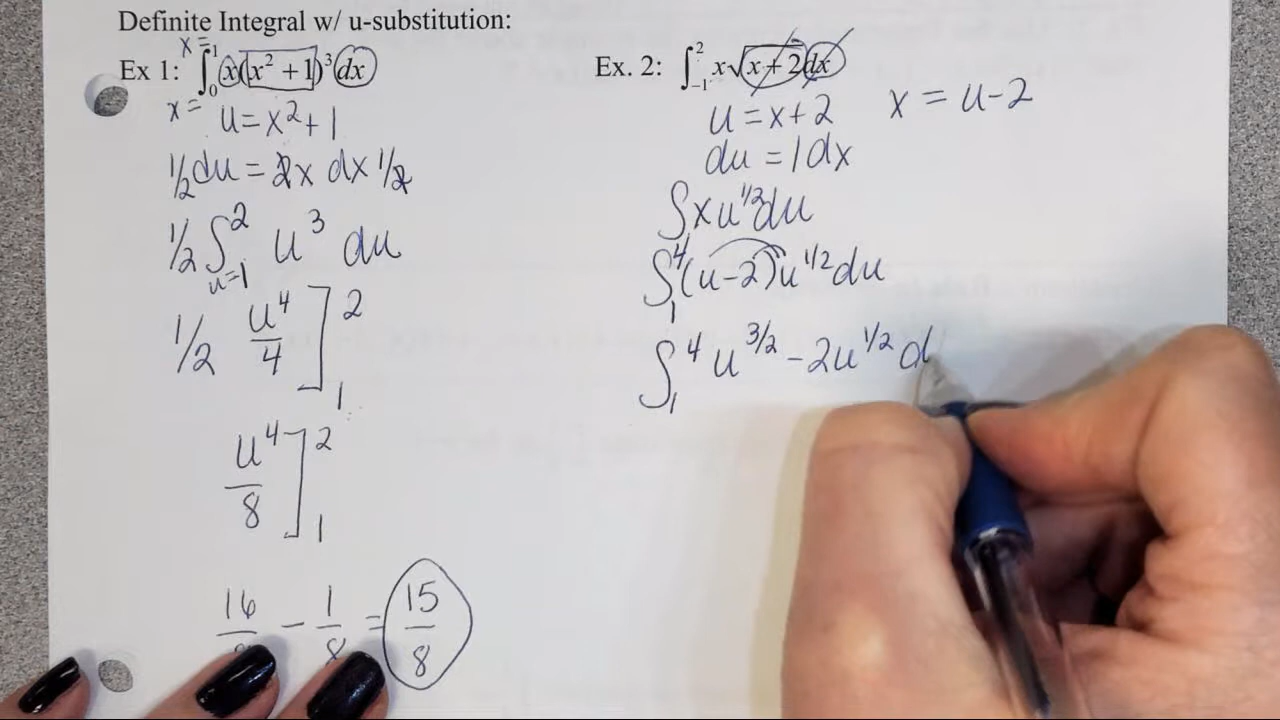 Definite Integral w/ u-substitution:
Ex 1: ∫₀¹ x(x² + 1)³dx
x=
x=
u = x² + 1
½ du = 2x dx ½
½ ∫ᵤ₌₁² u³ du
½ u⁴/4 ]₁²
u⁴/8 ]₁²
16/8 − 1/8 = 15/8
Ex. 2: ∫₋₁² x√(x + 2)dx
u = x + 2 x = u − 2
du = 1dx
∫ x u^(1/2) du
∫₁⁴ (u − 2) u^(1/2) du
∫₁⁴ u^(3/2) − 2u^(1/2) d